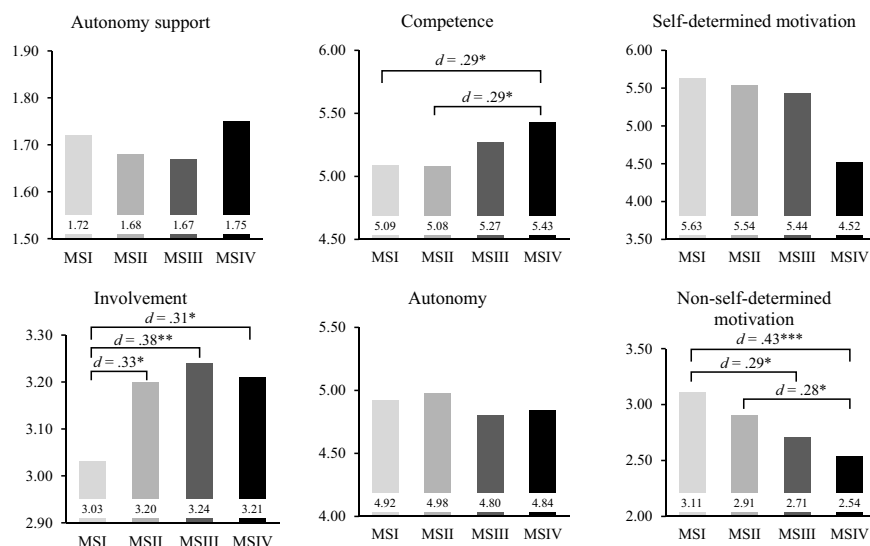 Autonomy support
1.90
1.80
1.70
1.60
1.50
1.72
1.68
1.67
1.75
MSI
MSII
MSIII
MSIV
Competence
6.00
5.50
5.00
4.50
d = .29*
d = .29*
5.09
5.08
5.27
5.43
MSI
MSII
MSIII
MSIV
Self-determined motivation
6.00
5.50
5.00
4.50
4.00
3.50
5.63
5.54
5.44
4.52
MSI
MSII
MSIII
MSIV
Involvement
3.30
3.20
3.10
3.00
2.90
d = .31*
d = .38**
d = .33*
3.03
3.20
3.24
3.21
MSI
MSII
MSIII
MSIV
Autonomy
5.00
4.50
4.00
4.92
4.98
4.80
4.84
MSI
MSII
MSIII
MSIV
Non-self-determined
motivation
3.50
3.00
2.50
2.00
d = .43***
d = .29*
d = .28*
3.11
2.91
2.71
2.54
MSI
MSII
MSIII
MSIV